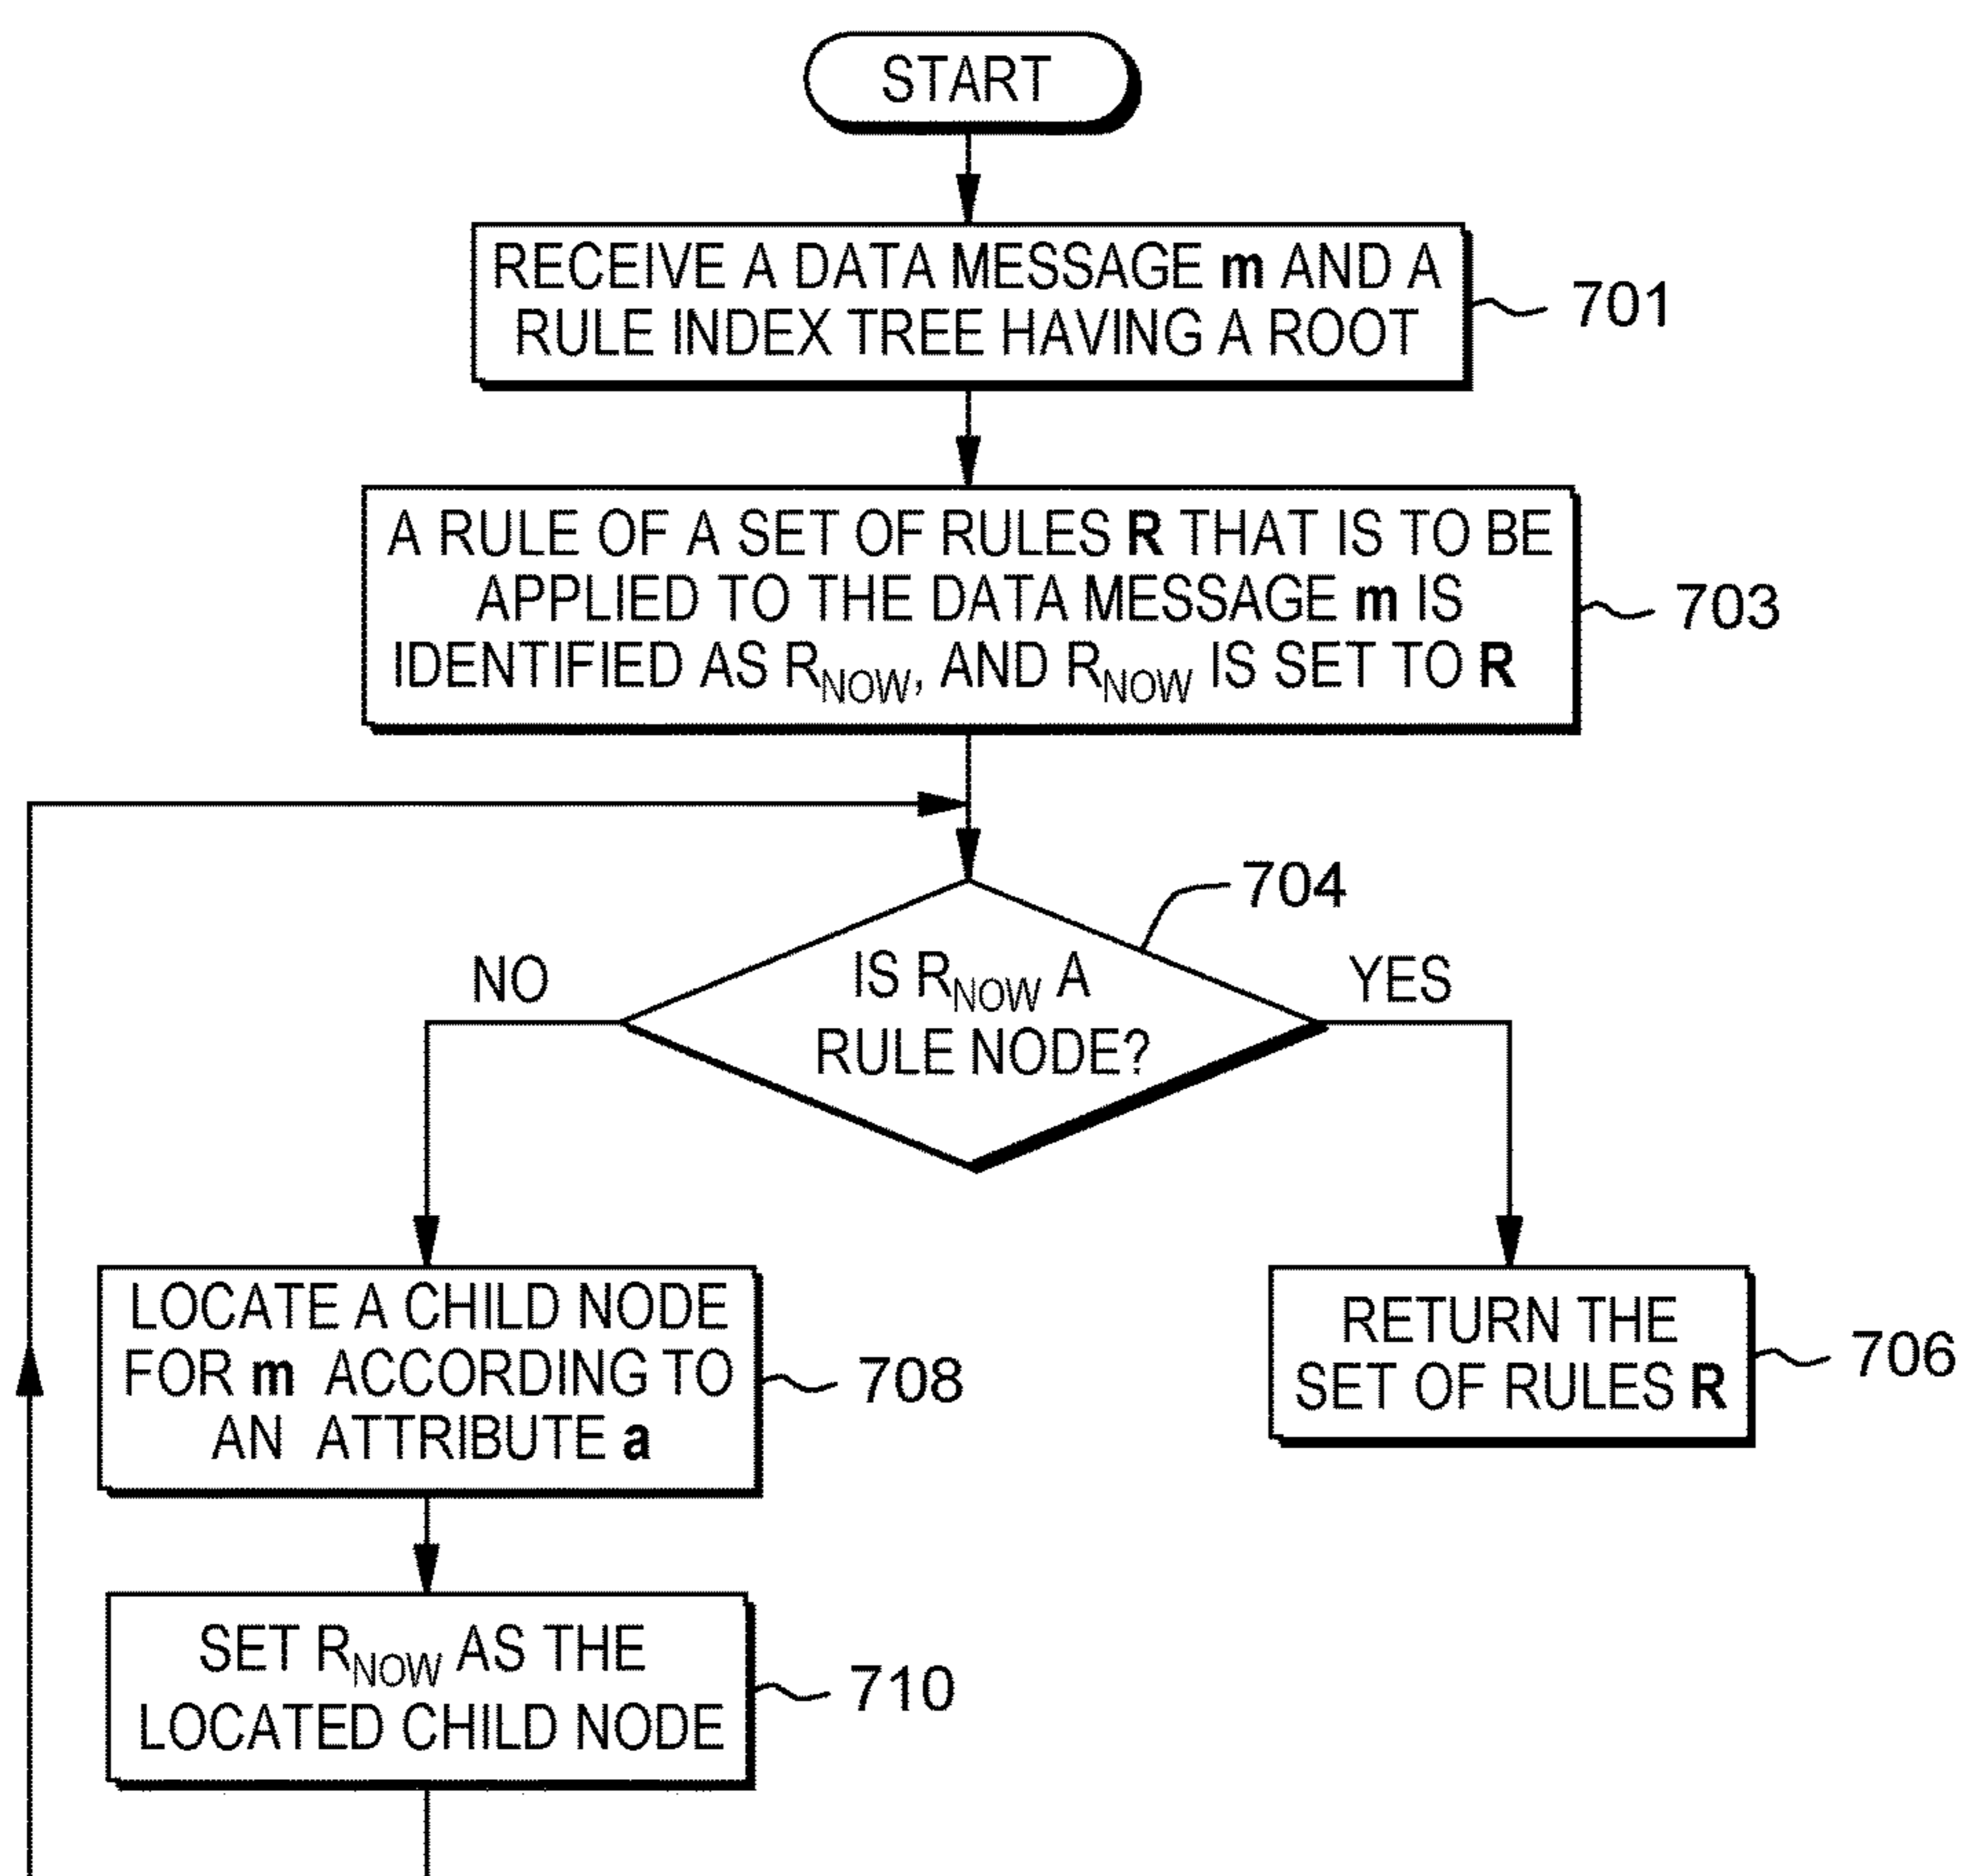 START
RECEIVE A DATA MESSAGE m AND A
RULE INDEX TREE HAVING A ROOT
701
A RULE OF A SET OF RULES R THAT IS TO BE
APPLIED TO THE DATA MESSAGE m IS
IDENTIFIED AS RNOW, AND RNOW IS SET TO R
703
704
NO
IS RNOW A
RULE NODE?
YES
LOCATE A CHILD NODE
FOR m ACCORDING TO
AN ATTRIBUTE a
708
RETURN THE
SET OF RULES R
706
SET RNOW AS THE
LOCATED CHILD NODE
710